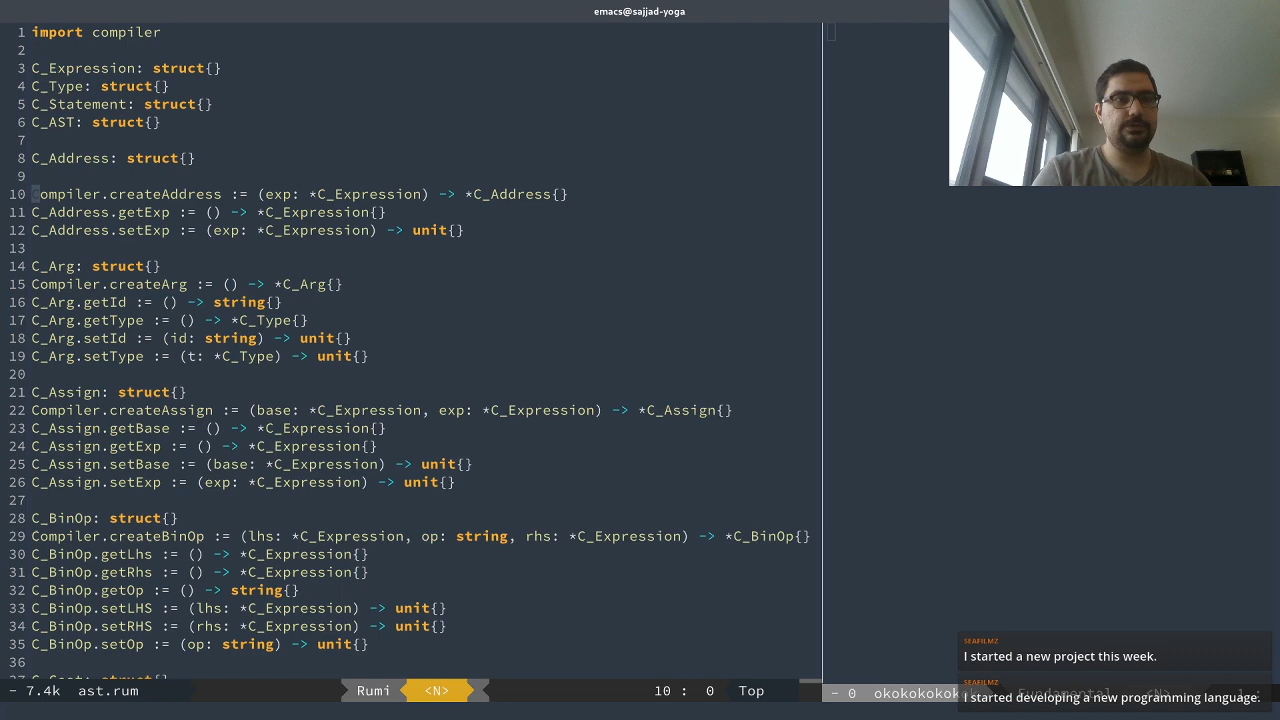 emacs@sajjad-yoga
1 import compiler
2
3 C_Expression: struct{}
4 C_Type: struct{}
5 C_Statement: struct{}
6 C_AST: struct{}
7
8 C_Address: struct{}
9
10 Compiler.createAddress := (exp: *C_Expression) -> *C_Address{}
11 C_Address.getExp := () -> *C_Expression{}
12 C_Address.setExp := (exp: *C_Expression) -> unit{}
13
14 C_Arg: struct{}
15 Compiler.createArg := () -> *C_Arg{}
16 C_Arg.getId := () -> string{}
17 C_Arg.getType := () -> *C_Type{}
18 C_Arg.setId := (id: string) -> unit{}
19 C_Arg.setType := (t: *C_Type) -> unit{}
20
21 C_Assign: struct{}
22 Compiler.createAssign := (base: *C_Expression, exp: *C_Expression) -> *C_Assign{}
23 C_Assign.getBase := () -> *C_Expression{}
24 C_Assign.getExp := () -> *C_Expression{}
25 C_Assign.setBase := (base: *C_Expression) -> unit{}
26 C_Assign.setExp := (exp: *C_Expression) -> unit{}
27
28 C_BinOp: struct{}
29 Compiler.createBinOp := (lhs: *C_Expression, op: string, rhs: *C_Expression) -> *C_BinOp{}
30 C_BinOp.getLhs := () -> *C_Expression{}
31 C_BinOp.getRhs := () -> *C_Expression{}
32 C_BinOp.getOp := () -> string{}
33 C_BinOp.setLHS := (lhs: *C_Expression) -> unit{}
34 C_BinOp.setRHS := (rhs: *C_Expression) -> unit{}
35 C_BinOp.setOp := (op: string) -> unit{}
36
- 7.4k ast.rum Rumi <N> 10 : 0 Top
- 0 okokokokok Fundamental <N> 1 :
SEAFILMZ
I started a new project this week.
SEAFILMZ
I started developing a new programming language.